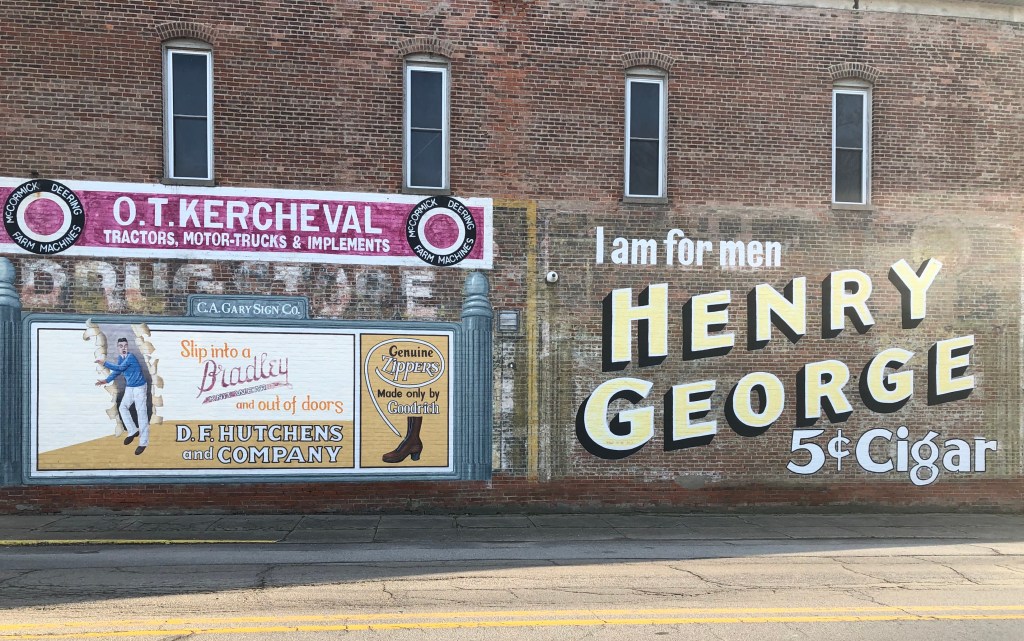 McCORMICK DEERING
FARM MACHINES
O.T. KERCHEVAL
TRACTORS, MOTOR-TRUCKS & IMPLEMENTS
McCORMICK DEERING
FARM MACHINES
DRUG STORE
C.A. GARY SIGN CO.
Slip into a
Bradley
and out of doors
D.F. HUTCHENS
and COMPANY
Genuine
Zippers
Made only by
Goodrich
I am for men
HENRY
GEORGE
5¢ Cigar